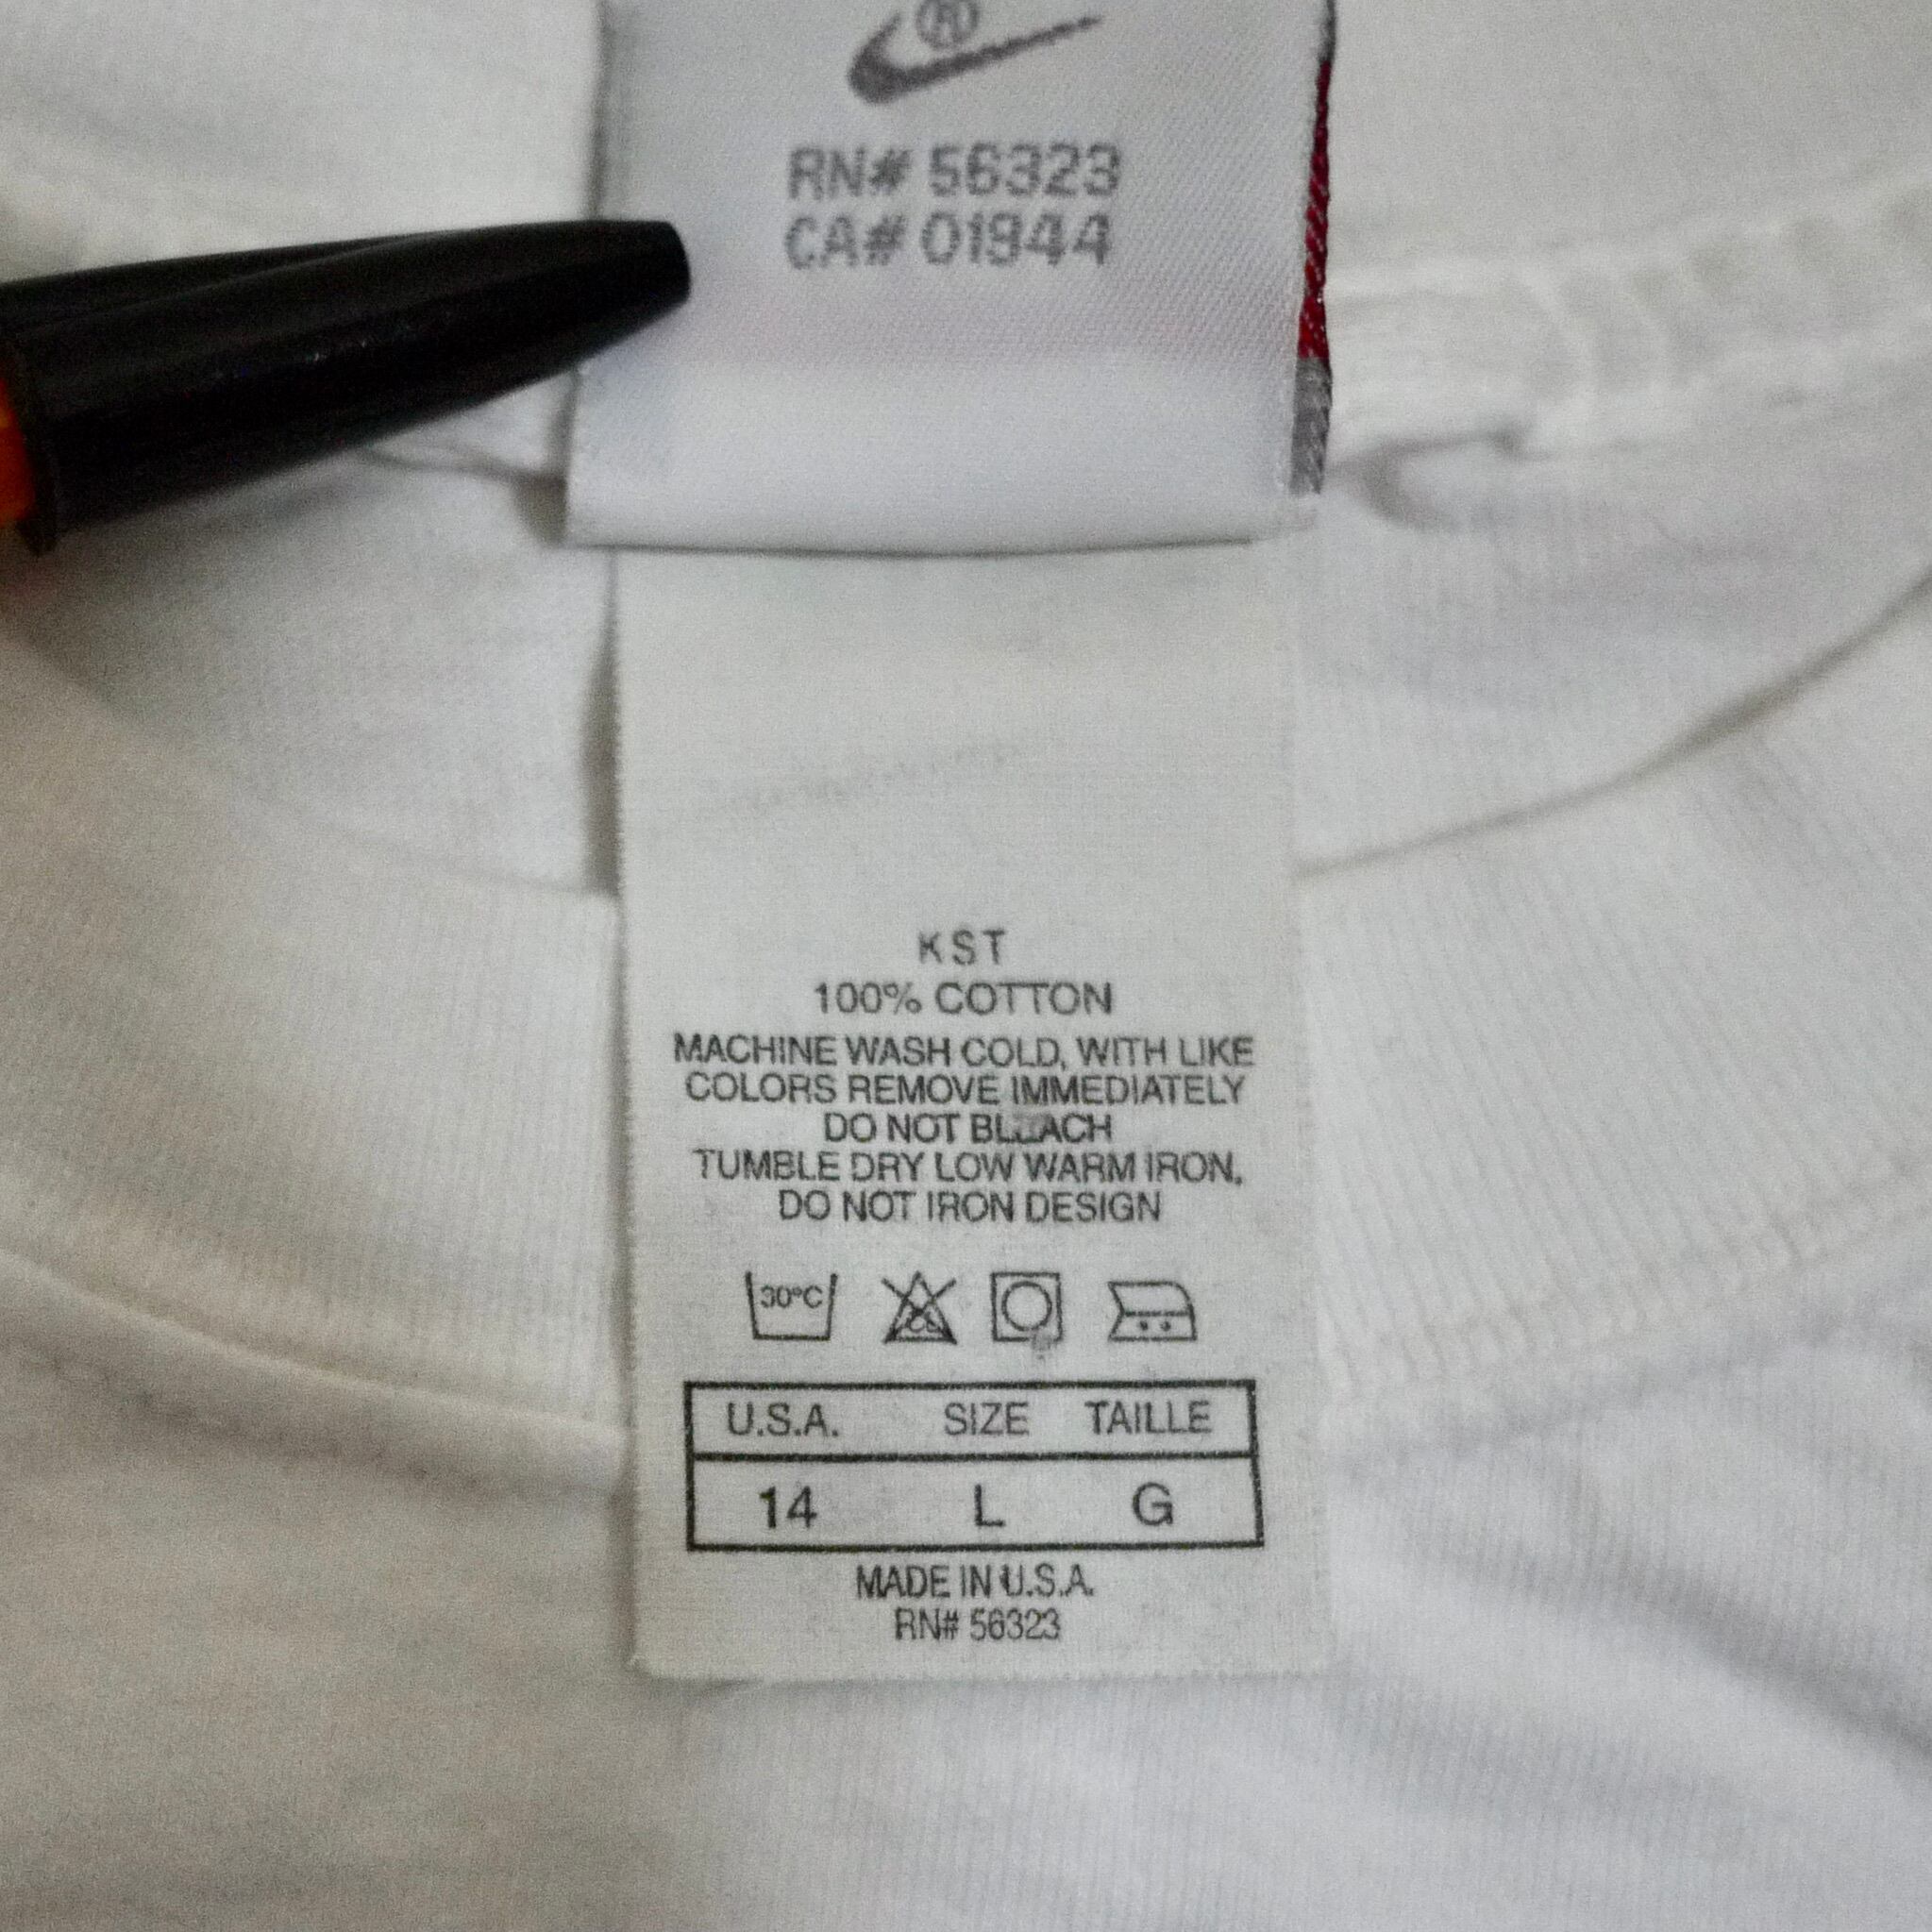 ®
RN# 56323
CA# 01944
KST
100% COTTON
MACHINE WASH COLD, WITH LIKE
COLORS REMOVE IMMEDIATELY
DO NOT BLEACH
TUMBLE DRY LOW WARM IRON,
DO NOT IRON DESIGN
30°C CL
U.S.A. SIZE TAILLE
14 L G
MADE IN U.S.A.
RN# 56323